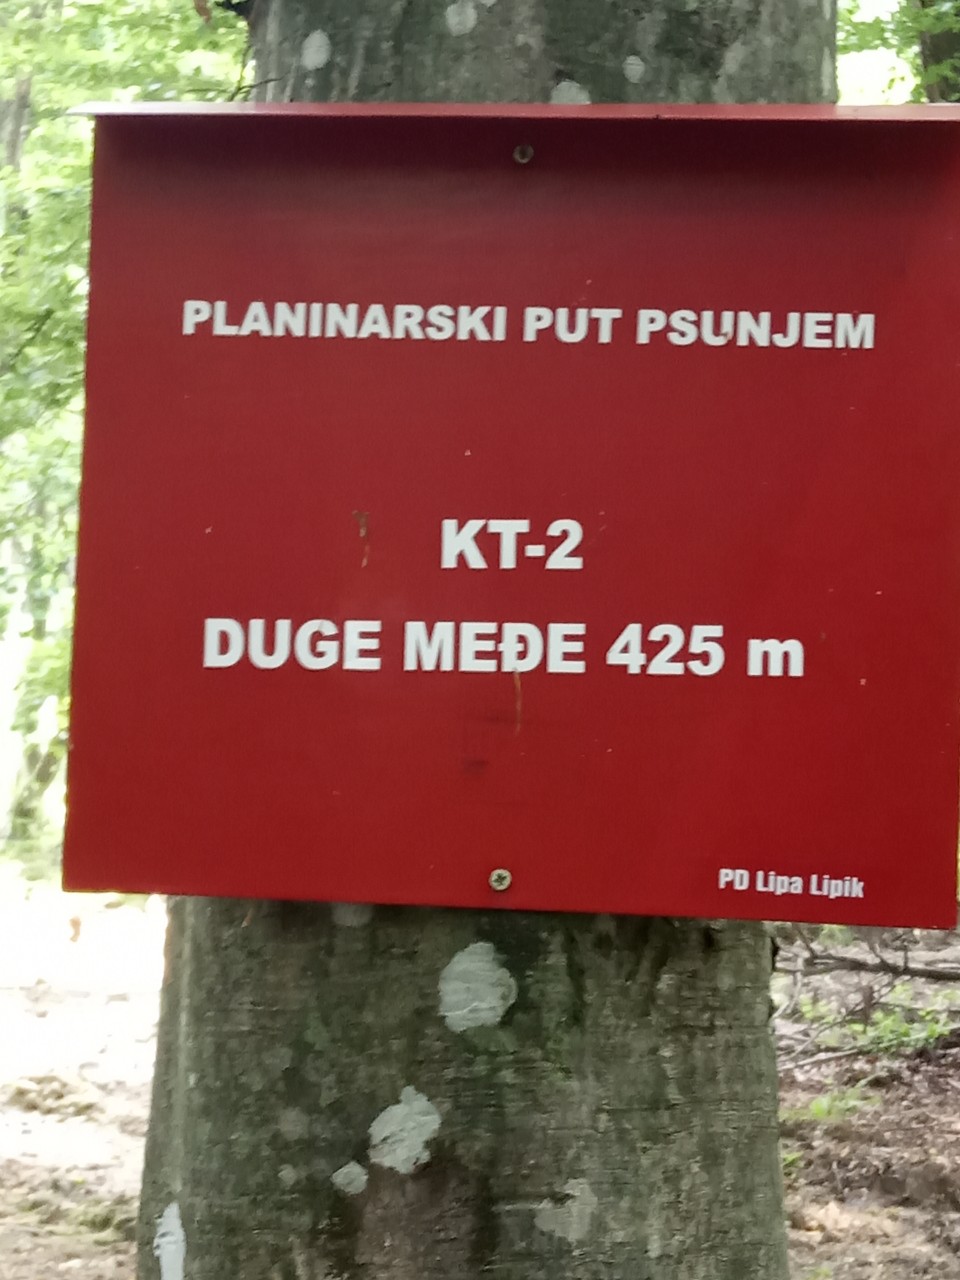 PLANINARSKI PUT PSUNJEM
KT-2
DUGE MEĐE 425 m
PD Lipa Lipik